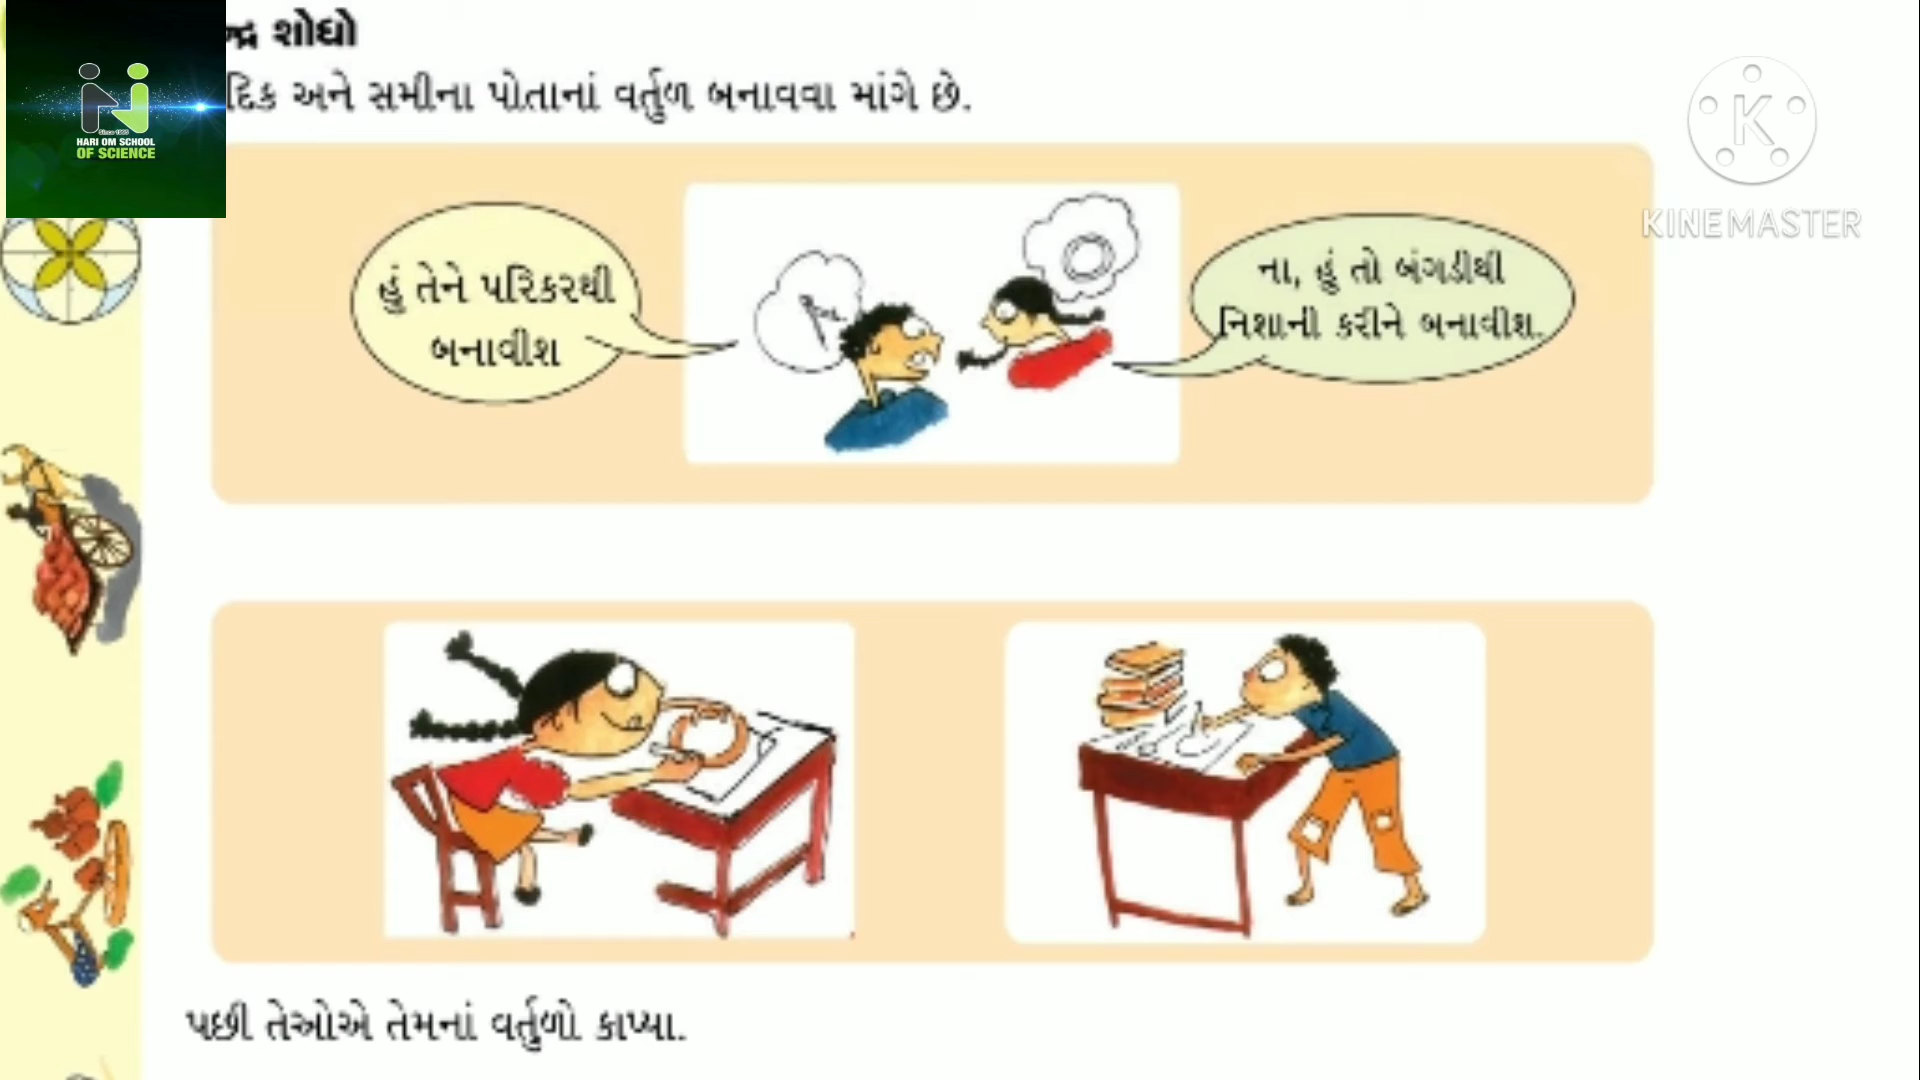 શોધો
અને સમીના પોતાનાં વર્તુળ બનાવવા માંગે છે.
HARI OM SCHOOL
OF SCIENCE
હું તેને પરિકરથી
બનાવીશ
ના, હું તો બંગડીથી
નિશાની કરીને બનાવીશ.
K
KINEMASTER
પછી તેઓએ તેમનાં વર્તુળો કાપ્યા.